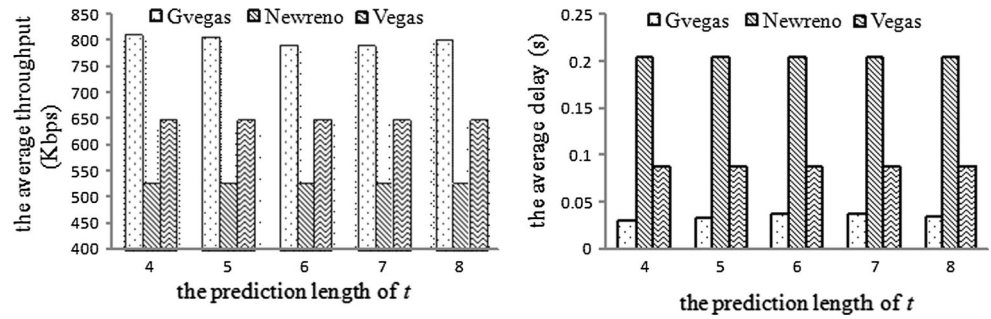 Gvegas Newreno Vegas
850
800
750
700
650
600
550
500
450
400
the average throughput
(Kbps)
4 5 6 7 8
the prediction length of t
Gvegas Newreno Vegas
0.25
0.2
0.15
0.1
0.05
0
the average delay (s)
4 5 6 7 8
the prediction length of t